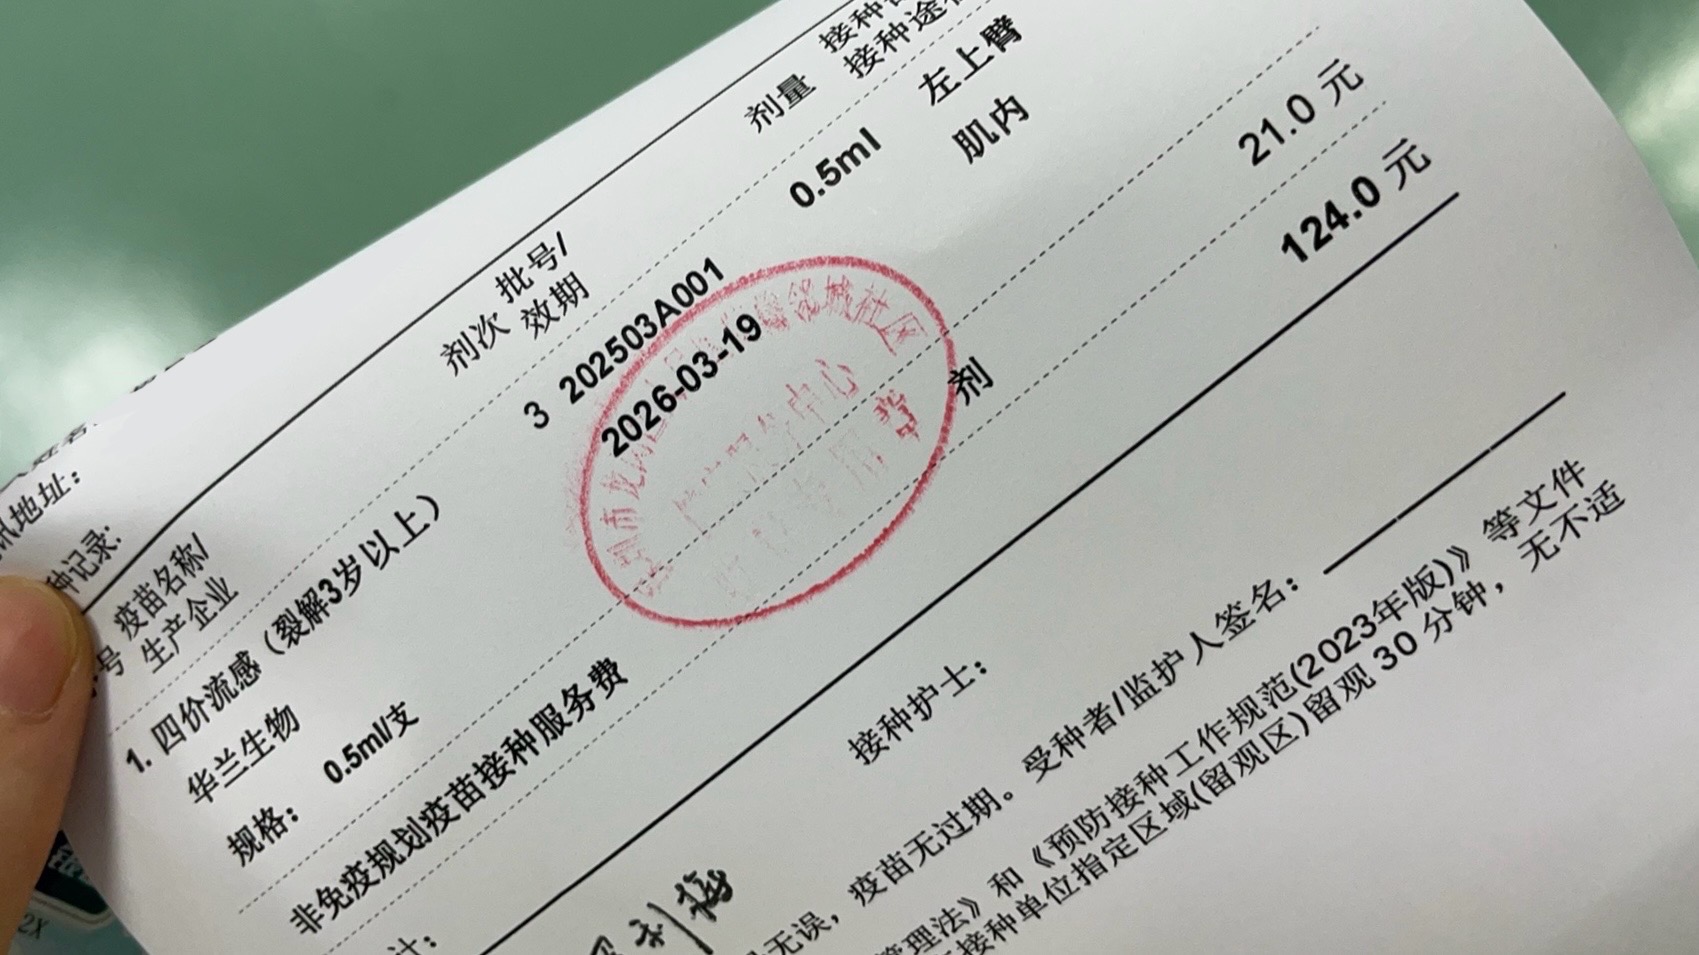 地址：
种记录：
疫苗名称/ 剂次 批号/ 剂量 接种
号 生产企业 效期 接种途
1. 四价流感（裂解3岁以上） 3 202503A001 0.5ml 左上臂
华兰生物 2026-03-19 肌内
规格： 0.5ml/支
非免疫规划疫苗接种服务费 剂 21.0 元
计： 124.0 元
接种护士：
无误，疫苗无过期。受种者/监护人签名：
管理法》和《预防接种工作规范(2023年版)》等文件
接种单位指定区域(留观区)留观 30 分钟，无不适
社区
中心
章